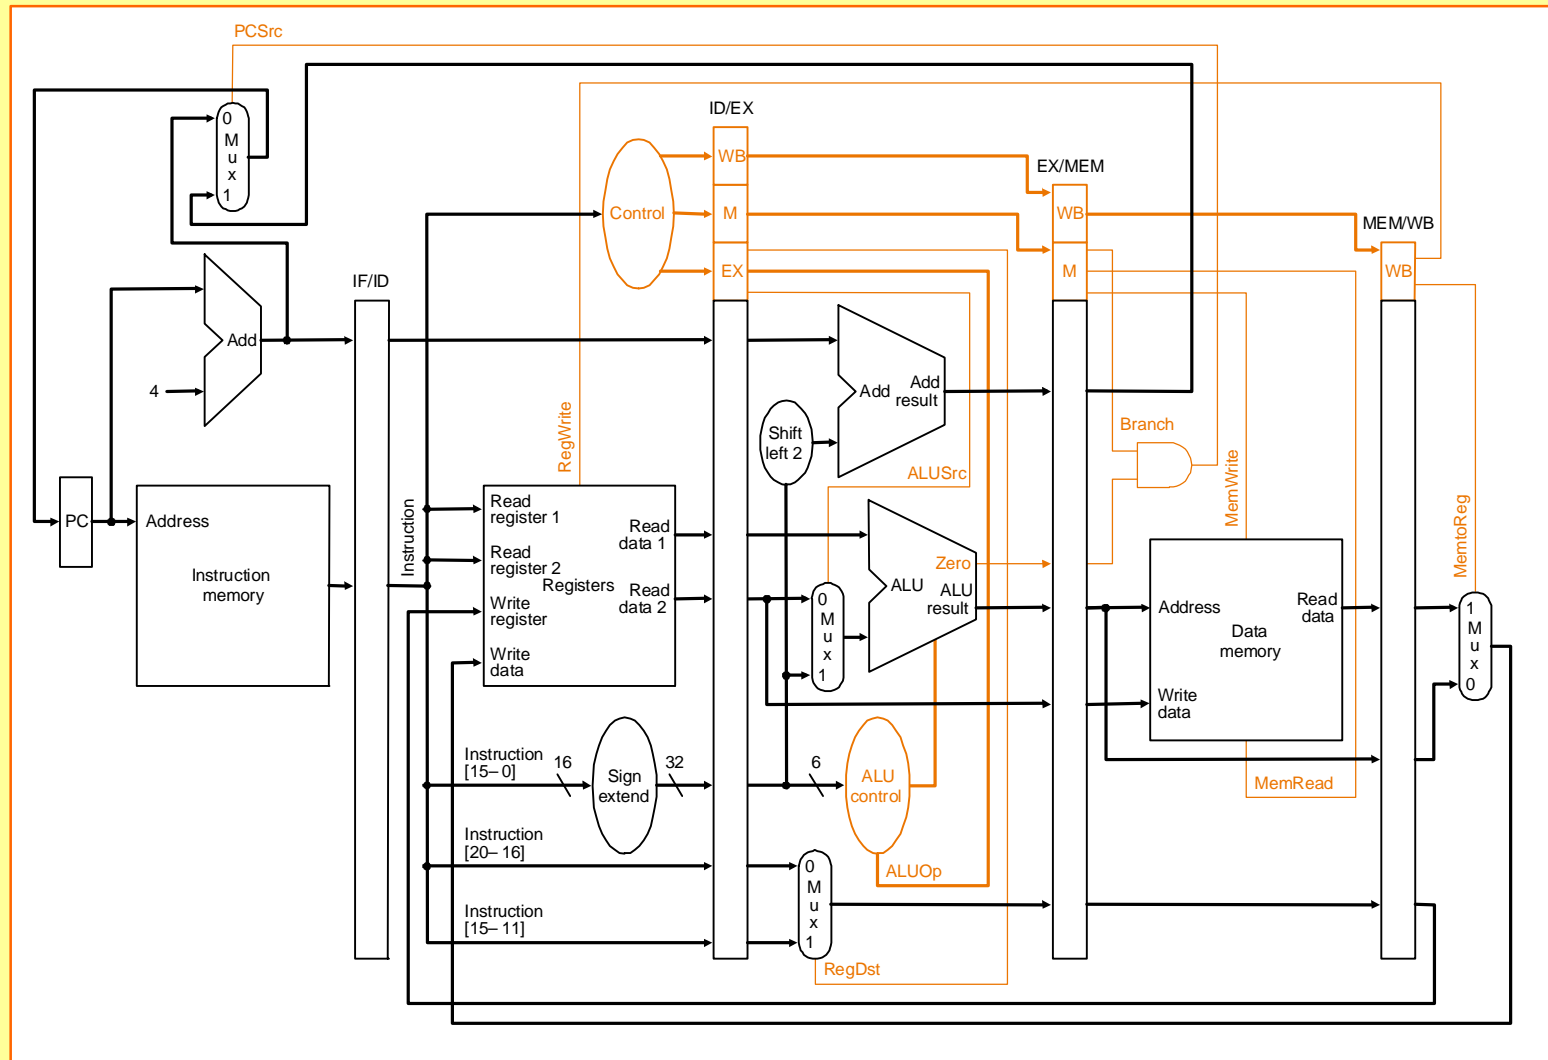 PCSrc
0
M
u
x
1
ID/EX
WB
EX/MEM
Control
M
WB
MEM/WB
EX
M
WB
IF/ID
Add
4
Add
Add
result
Shift
left 2
RegWrite
Branch
ALUSrc
MemWrite
MemtoReg
PC
Address
Instruction
memory
Instruction
Read
register 1
Read
register 2
Write
register
Write
data
Registers
Read
data 1
Read
data 2
0
M
u
x
1
Zero
ALU
ALU
result
Address
Read
data
Data
memory
Write
data
1
M
u
x
0
Instruction
[15– 0]
16
Sign
extend
32
6
ALU
control
MemRead
Instruction
[20– 16]
0
M
u
x
1
ALUOp
Instruction
[15– 11]
RegDst